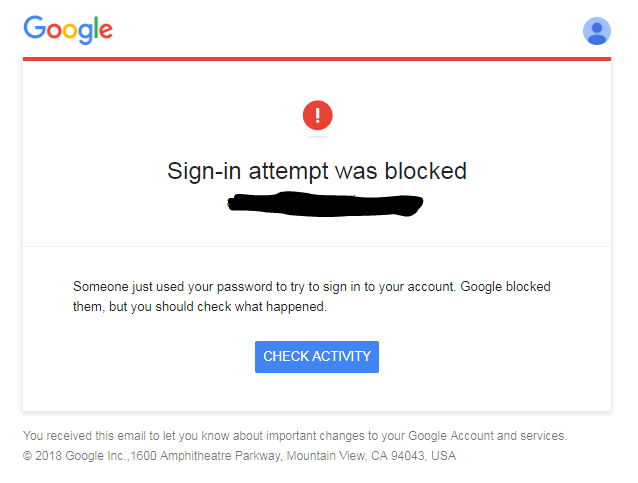 Google
Sign-in attempt was blocked
Someone just used your password to try to sign in to your account. Google blocked
them, but you should check what happened.
CHECK ACTIVITY
You received this email to let you know about important changes to your Google Account and services.
© 2018 Google Inc.,1600 Amphitheatre Parkway, Mountain View, CA 94043, USA